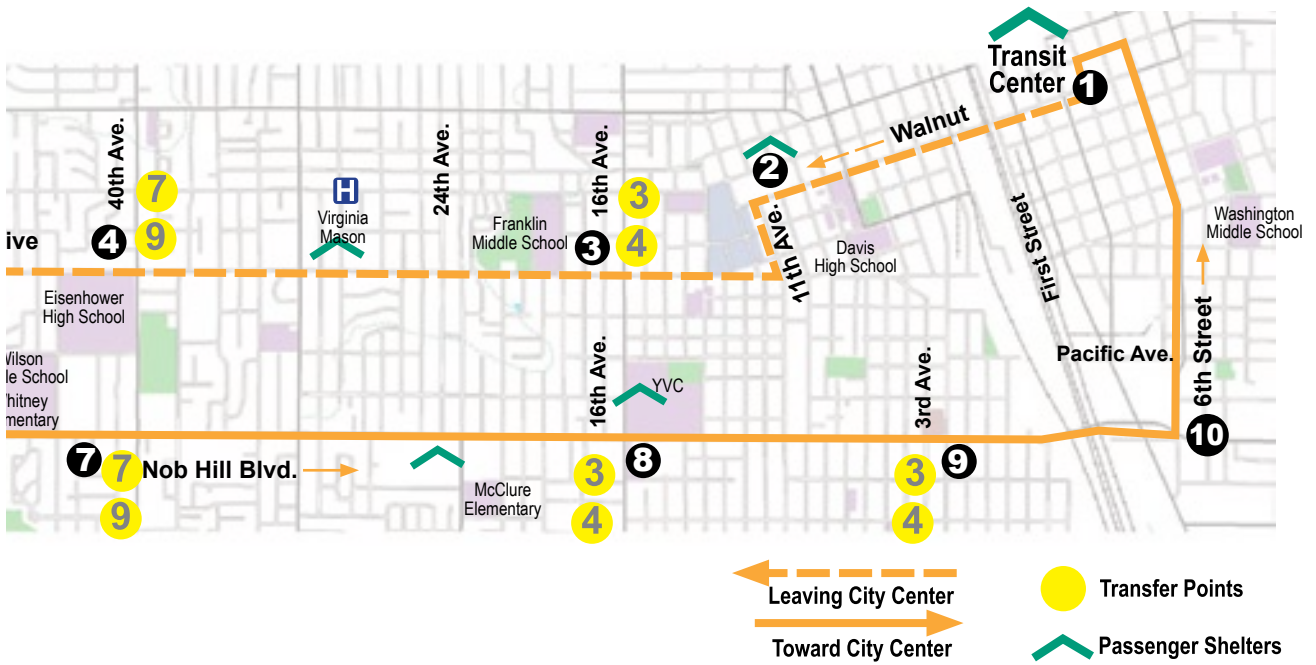 Transit
Center
1
Walnut
2
40th Ave.
7
9
4
H
Virginia
Mason
24th Ave.
Franklin
Middle School
16th Ave.
3
3
4
11th Ave.
Davis
High School
First Street
Washington
Middle School
ive
Eisenhower
High School
Wilson
le School
hitney
mentary
16th Ave.
YVC
3rd Ave.
Pacific Ave.
6th Street
10
7
7
9
Nob Hill Blvd.
McClure
Elementary
3
4
8
3
4
9
Leaving City Center
Toward City Center
Transfer Points
Passenger Shelters